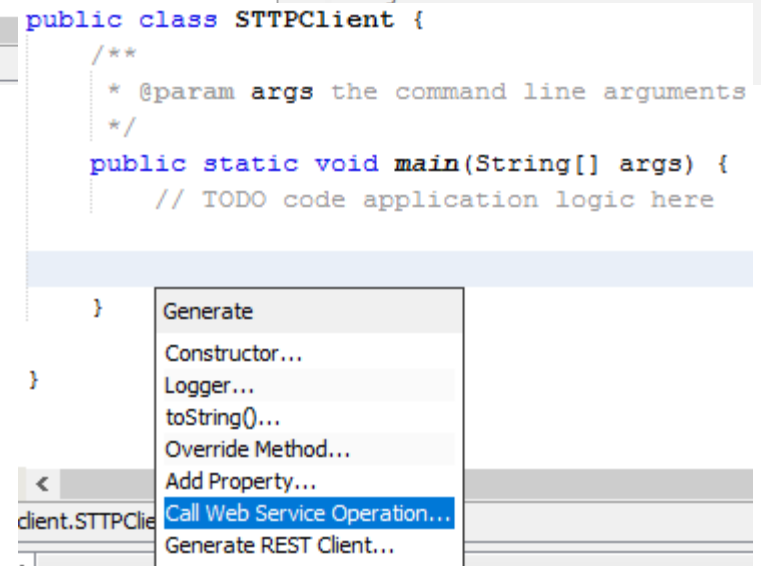 public class STTPClient {
/**
* @param args the command line arguments
*/
public static void main(String[] args) {
// TODO code application logic here
}
}
Generate
Constructor...
Logger...
toString()...
Override Method...
Add Property...
Call Web Service Operation...
Generate REST Client...
<
client.STTPClie